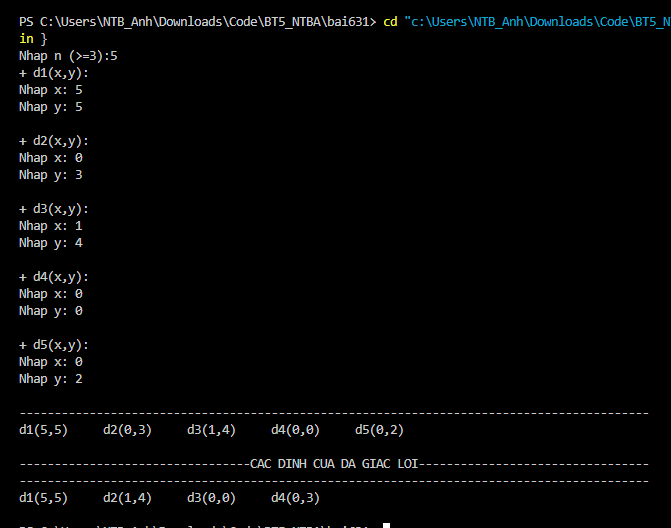 PS C:\Users\NTB_Anh\Downloads\Code\BT5_NTBA\bai631> cd "c:\Users\NTB_Anh\Downloads\Code\BT5_N
in }
Nhap n (>=3):5
+ d1(x,y):
Nhap x: 5
Nhap y: 5
+ d2(x,y):
Nhap x: 0
Nhap y: 3
+ d3(x,y):
Nhap x: 1
Nhap y: 4
+ d4(x,y):
Nhap x: 0
Nhap y: 0
+ d5(x,y):
Nhap x: 0
Nhap y: 2
------------------------------------------------------------------------------------------
d1(5,5)     d2(0,3)     d3(1,4)     d4(0,0)     d5(0,2)
---------------------------------CAC DINH CUA DA GIAC LOI---------------------------------
------------------------------------------------------------------------------------------
d1(5,5)     d2(1,4)     d3(0,0)     d4(0,3)